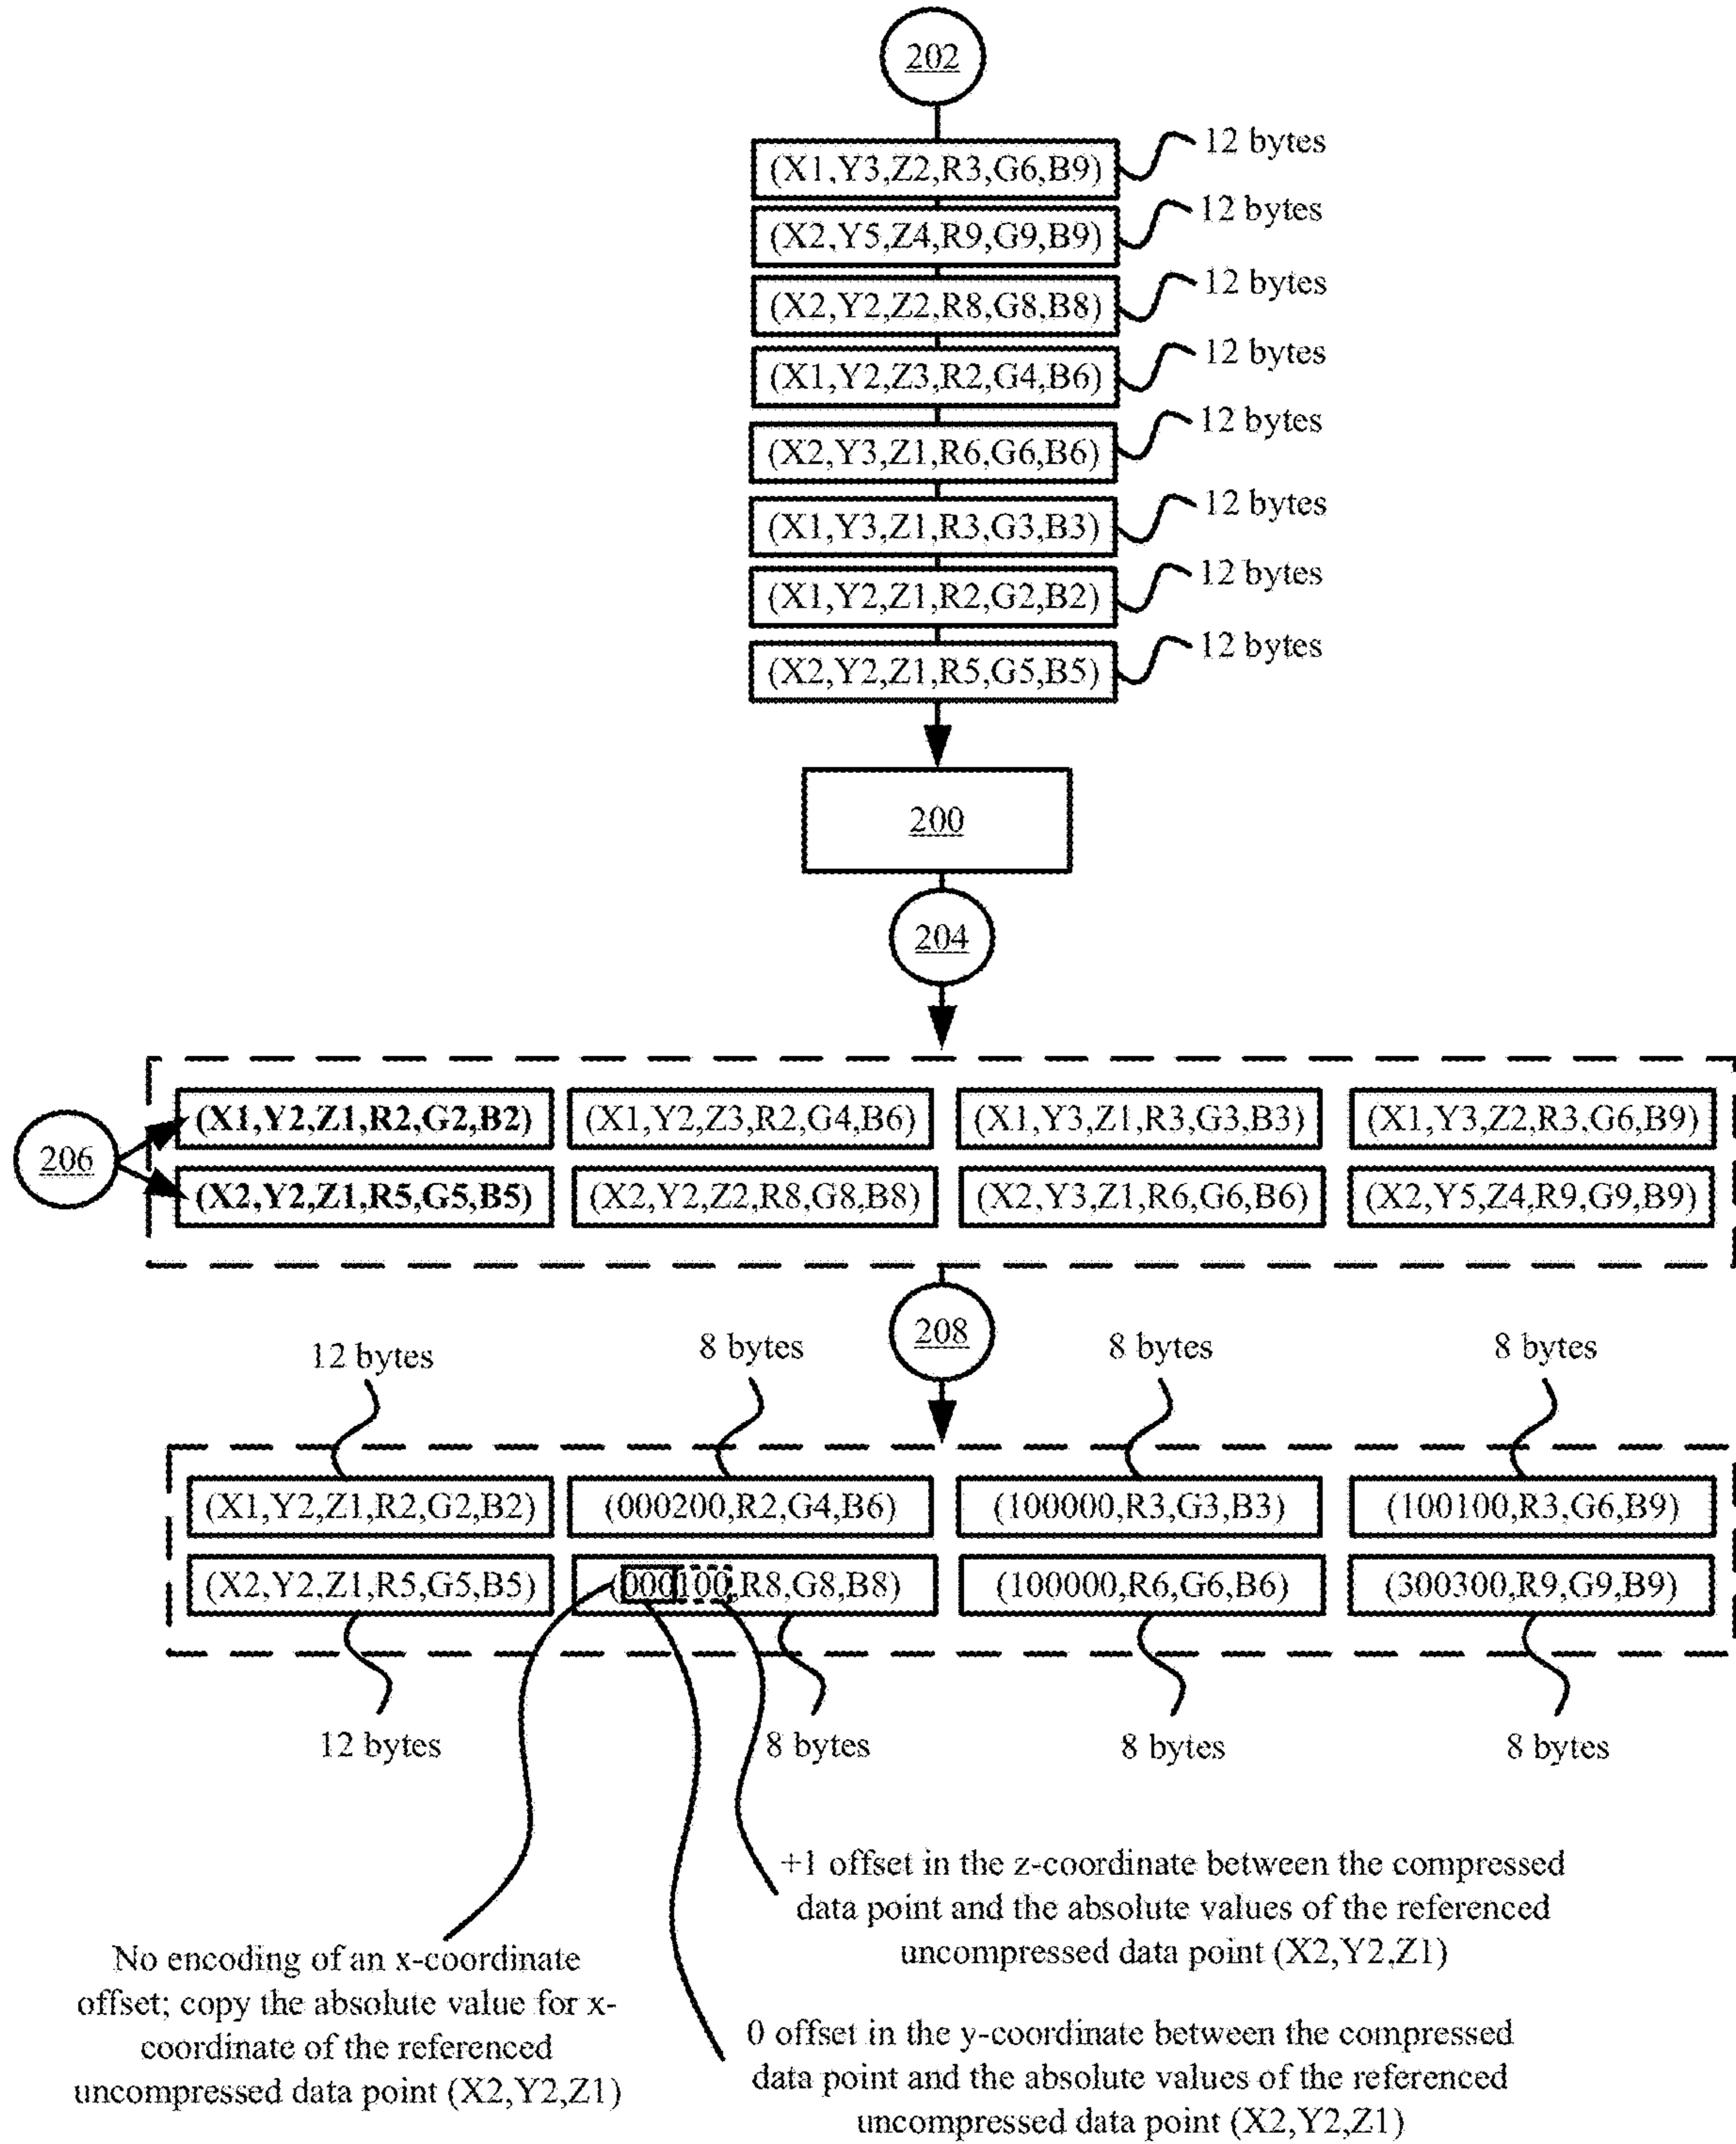 202
(X1,Y3,Z2,R3,G6,B9) 12 bytes
(X2,Y5,Z4,R9,G9,B9) 12 bytes
(X2,Y2,Z2,R8,G8,B8) 12 bytes
(X1,Y2,Z3,R2,G4,B6) 12 bytes
(X2,Y3,Z1,R6,G6,B6) 12 bytes
(X1,Y3,Z1,R3,G3,B3) 12 bytes
(X1,Y2,Z1,R2,G2,B2) 12 bytes
(X2,Y2,Z1,R5,G5,B5) 12 bytes
200
204
206
(X1,Y2,Z1,R2,G2,B2) (X1,Y2,Z3,R2,G4,B6) (X1,Y3,Z1,R3,G3,B3) (X1,Y3,Z2,R3,G6,B9)
(X2,Y2,Z1,R5,G5,B5) (X2,Y2,Z2,R8,G8,B8) (X2,Y3,Z1,R6,G6,B6) (X2,Y5,Z4,R9,G9,B9)
208
12 bytes 8 bytes 8 bytes 8 bytes
(X1,Y2,Z1,R2,G2,B2) (000200,R2,G4,B6) (100000,R3,G3,B3) (100100,R3,G6,B9)
(X2,Y2,Z1,R5,G5,B5) (000100,R8,G8,B8) (100000,R6,G6,B6) (300300,R9,G9,B9)
12 bytes 8 bytes 8 bytes 8 bytes
+1 offset in the z-coordinate between the compressed
data point and the absolute values of the referenced
uncompressed data point (X2,Y2,Z1)
No encoding of an x-coordinate
offset; copy the absolute value for x-
coordinate of the referenced
uncompressed data point (X2,Y2,Z1)
0 offset in the y-coordinate between the compressed
data point and the absolute values of the referenced
uncompressed data point (X2,Y2,Z1)